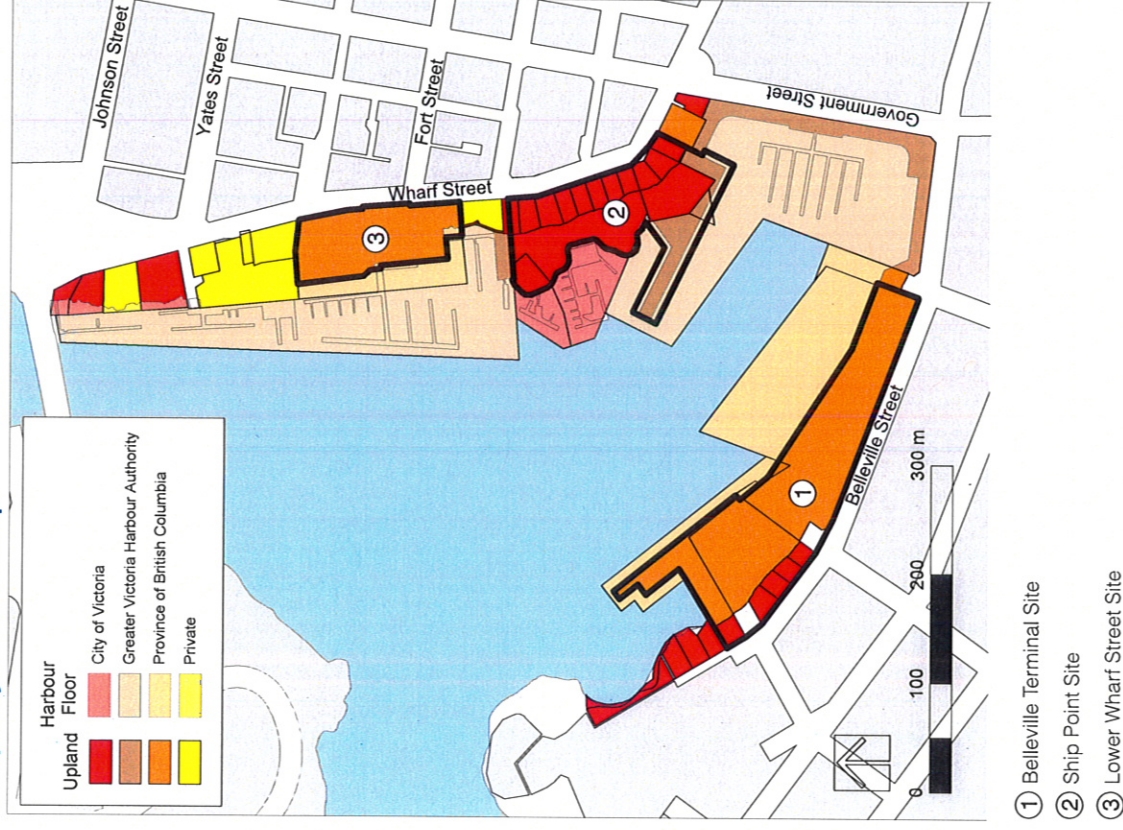 Harbour
Upland Floor
City of Victoria
Greater Victoria Harbour Authority
Province of British Columbia
Private
Johnson Street
Yates Street
Fort Street
Wharf Street
Government Street
Belleville Street
3
2
1
0 100 200 300 m
1 Belleville Terminal Site
2 Ship Point Site
3 Lower Wharf Street Site